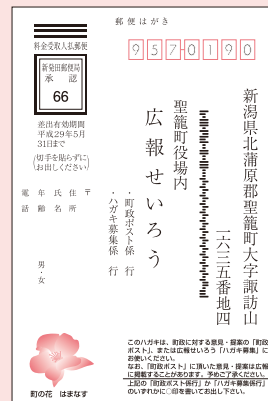 郵便はがき
957-0190
料金受取人払郵便
新発田郵便局
承認
66
差出有効期間
平成29年5月
31日まで
切手を貼らずに
お出しください
新潟県北蒲原郡聖籠町大字諏訪山
一六三五番地四
聖籠町役場内
広報せいろう
・町政ポスト係 行
・ハガキ募集係 行
〒
住所
氏名
年齢
男・女
電話
町の花 はまなす
このハガキは、町政に対する意見・提案の「町政
ポスト」、または広報せいろう「ハガキ募集」に
お使いください。
なお、「町政ポスト」に頂いた意見・提案は広報
に掲載することがあります。予めご了承ください。
上記の「町政ポスト係行」か「ハガキ募集係行」
のいずれかに○印を書いてお出し下さい。